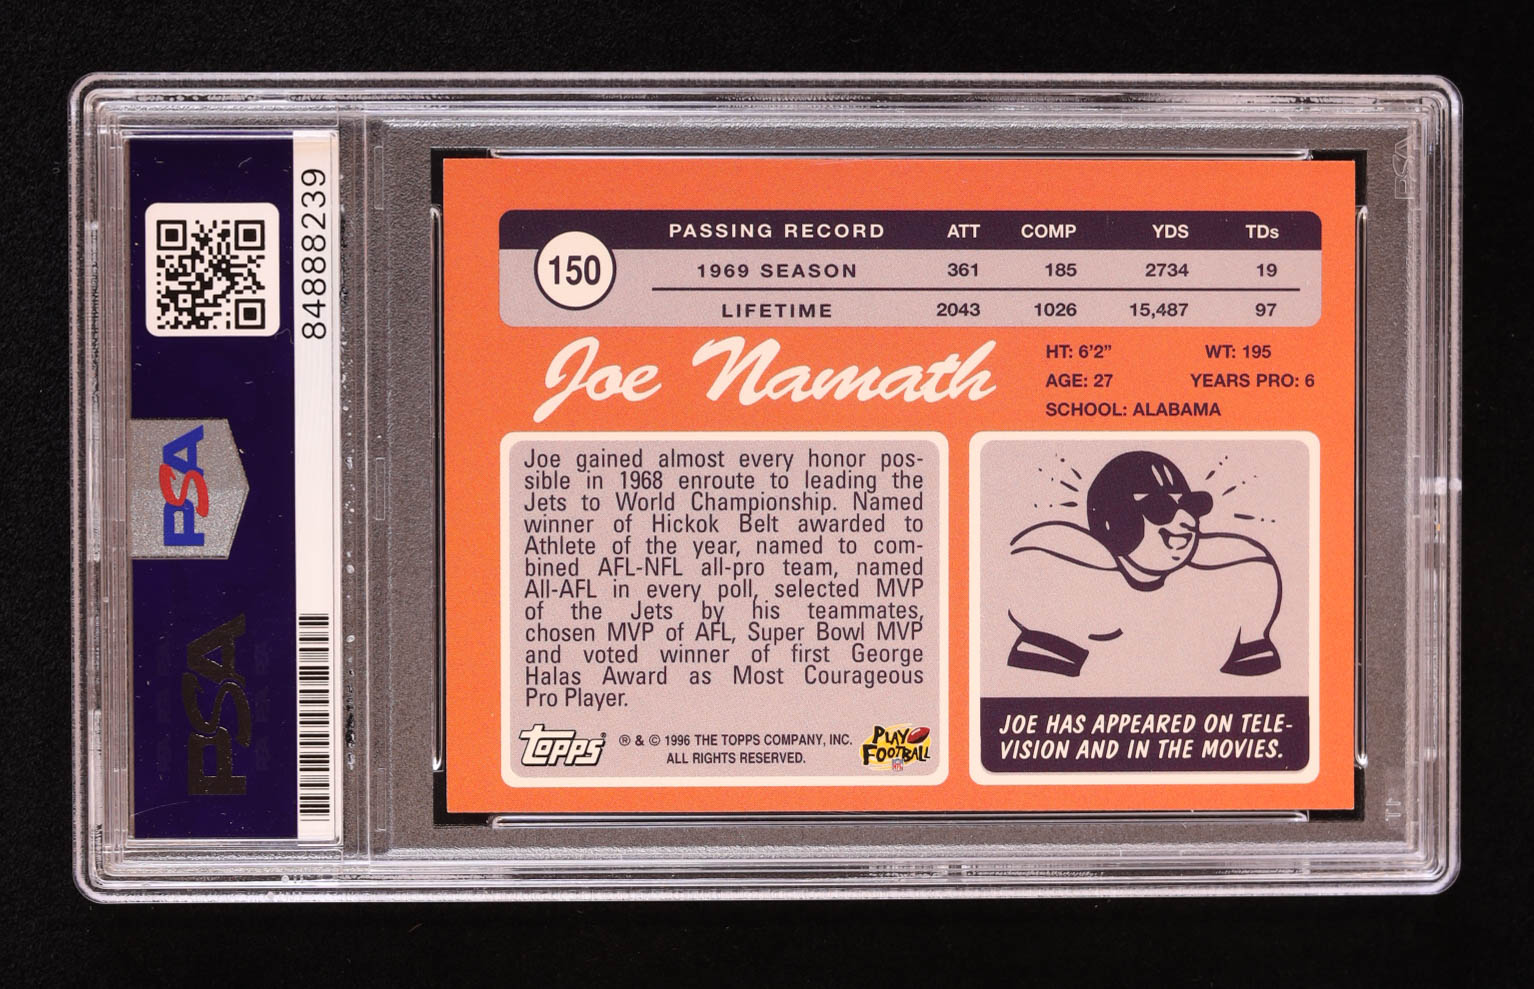 84888239
PSA
PSA
PSA
150
PASSING RECORD ATT COMP YDS TDs
1969 SEASON 361 185 2734 19
LIFETIME 2043 1026 15,487 97
Joe Namath
HT: 6'2" WT: 195
AGE: 27 YEARS PRO: 6
SCHOOL: ALABAMA
Joe gained almost every honor pos-
sible in 1968 enroute to leading the
Jets to World Championship. Named
winner of Hickok Belt awarded to
Athlete of the year, named to com-
bined AFL-NFL all-pro team, named
All-AFL in every poll, selected MVP
of the Jets by his teammates,
chosen MVP of AFL, Super Bowl MVP
and voted winner of first George
Halas Award as Most Courageous
Pro Player.
topps® ® & © 1996 THE TOPPS COMPANY, INC.
ALL RIGHTS RESERVED.
PLAY
FOOTBALL
NFL
JOE HAS APPEARED ON TELE-
VISION AND IN THE MOVIES.